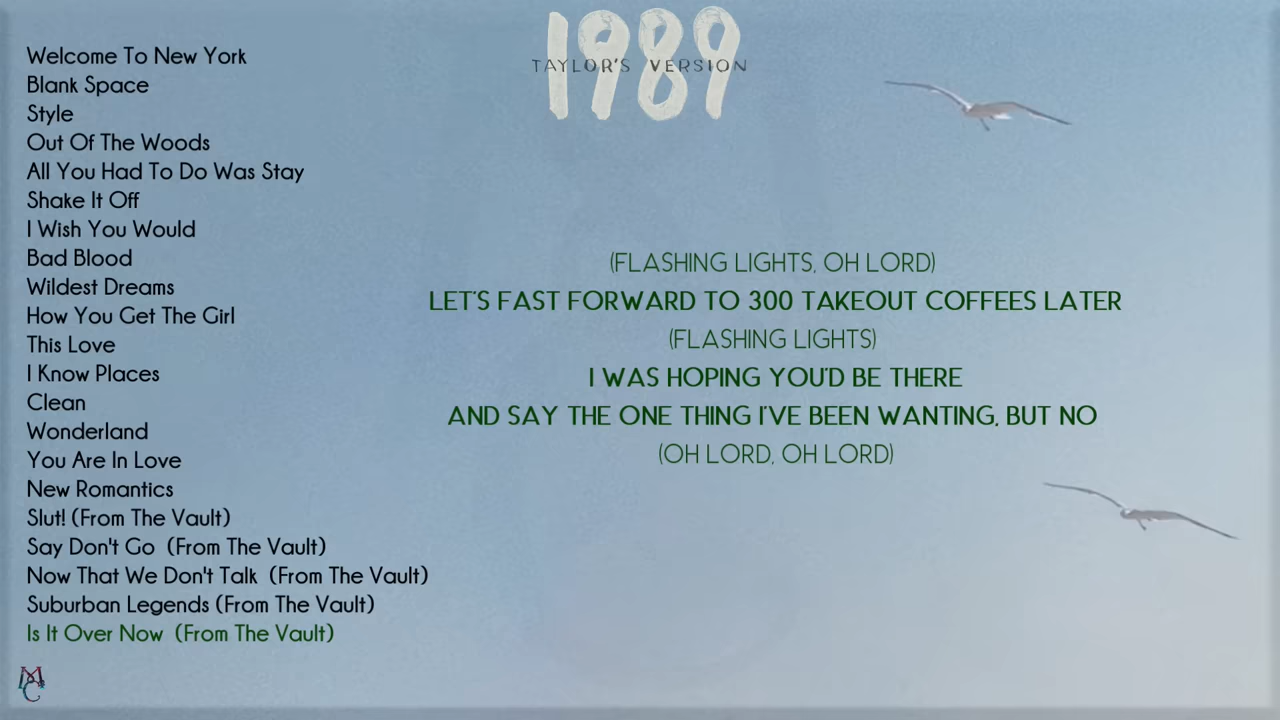 1989
TAYLOR'S VERSION
Welcome To New York
Blank Space
Style
Out Of The Woods
All You Had To Do Was Stay
Shake It Off
I Wish You Would
Bad Blood
Wildest Dreams
How You Get The Girl
This Love
I Know Places
Clean
Wonderland
You Are In Love
New Romantics
Slut! (From The Vault)
Say Don't Go (From The Vault)
Now That We Don't Talk (From The Vault)
Suburban Legends (From The Vault)
Is It Over Now (From The Vault)
(FLASHING LIGHTS, OH LORD)
LET'S FAST FORWARD TO 300 TAKEOUT COFFEES LATER
(FLASHING LIGHTS)
I WAS HOPING YOU'D BE THERE
AND SAY THE ONE THING I'VE BEEN WANTING, BUT NO
(OH LORD, OH LORD)
MC